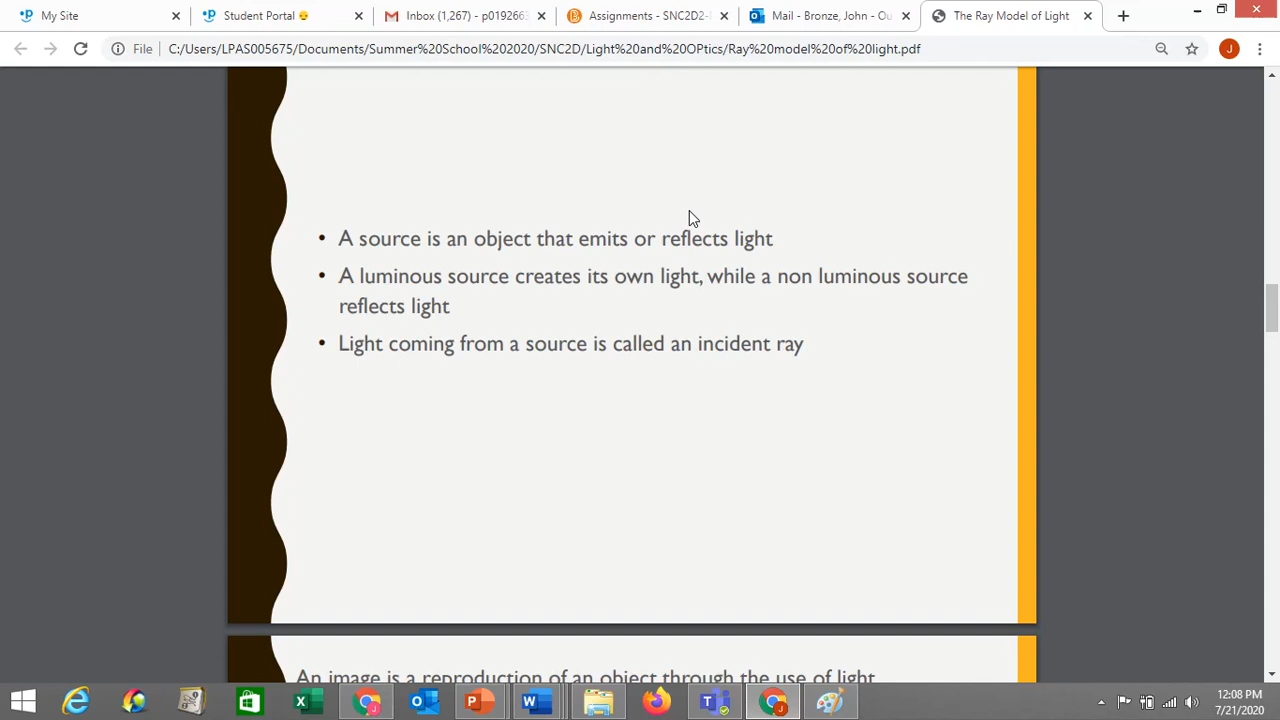 My Site
Student Portal
Inbox (1,267) - p0192663
Assignments - SNC2D2-
Mail - Bronze, John - Ou
The Ray Model of Light
File
C:/Users/LPAS005675/Documents/Summer%20School%202020/SNC2D/Light%20and%20OPtics/Ray%20model%20of%20light.pdf
J
• A source is an object that emits or reflects light
• A luminous source creates its own light, while a non luminous source
reflects light
• Light coming from a source is called an incident ray
An image is a reproduction of an object through the use of light
12:08 PM
7/21/2020